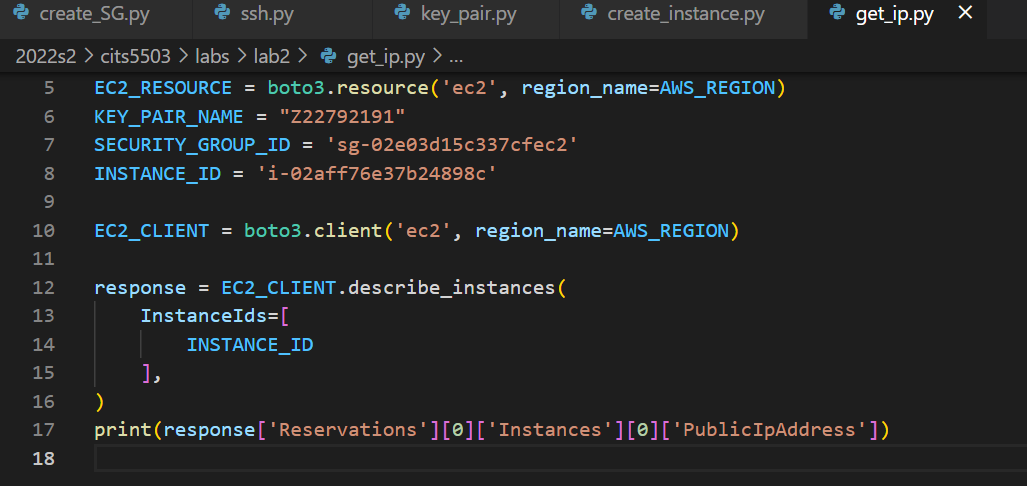 create_SG.py ssh.py key_pair.py create_instance.py get_ip.py ×
2022s2 > cits5503 > labs > lab2 > get_ip.py > ...
5 EC2_RESOURCE = boto3.resource('ec2', region_name=AWS_REGION)
6 KEY_PAIR_NAME = "Z22792191"
7 SECURITY_GROUP_ID = 'sg-02e03d15c337cfec2'
8 INSTANCE_ID = 'i-02aff76e37b24898c'
9
10 EC2_CLIENT = boto3.client('ec2', region_name=AWS_REGION)
11
12 response = EC2_CLIENT.describe_instances(
13     InstanceIds=[
14         INSTANCE_ID
15     ],
16 )
17 print(response['Reservations'][0]['Instances'][0]['PublicIpAddress'])
18